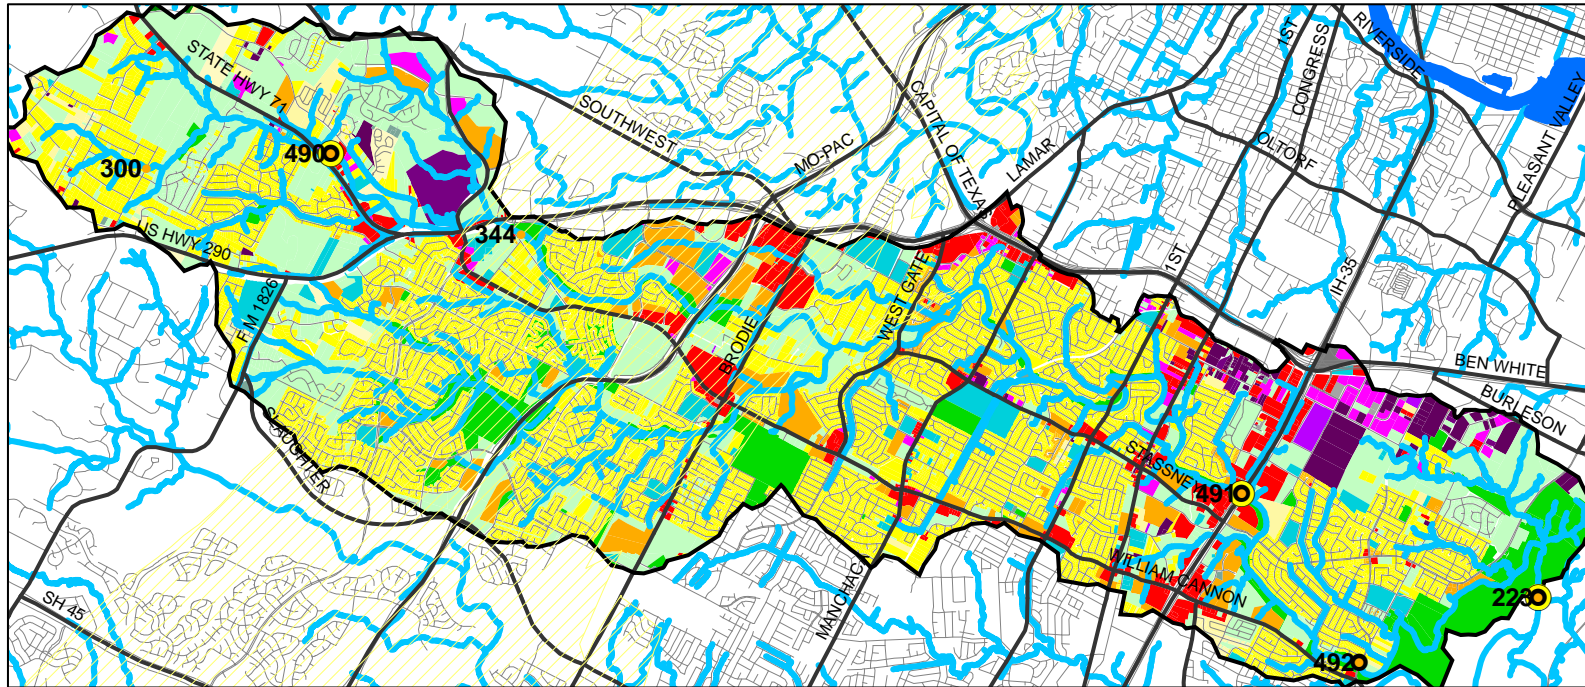 STATE HWY 71
490
300
US HWY 290
344
F M 1826
SLAUGHTER
SH 45
SOUTHWEST
MO-PAC
CAPITAL OF TEXAS
LAMAR
1ST
CONGRESS
RIVERSIDE
OLTORF
PLEASANT VALLEY
1ST
IH-35
WEST GATE
BRODIE
BEN WHITE
BURLESON
STASSNEY
491
MANCHACA
WILLIAM CANNON
223
492